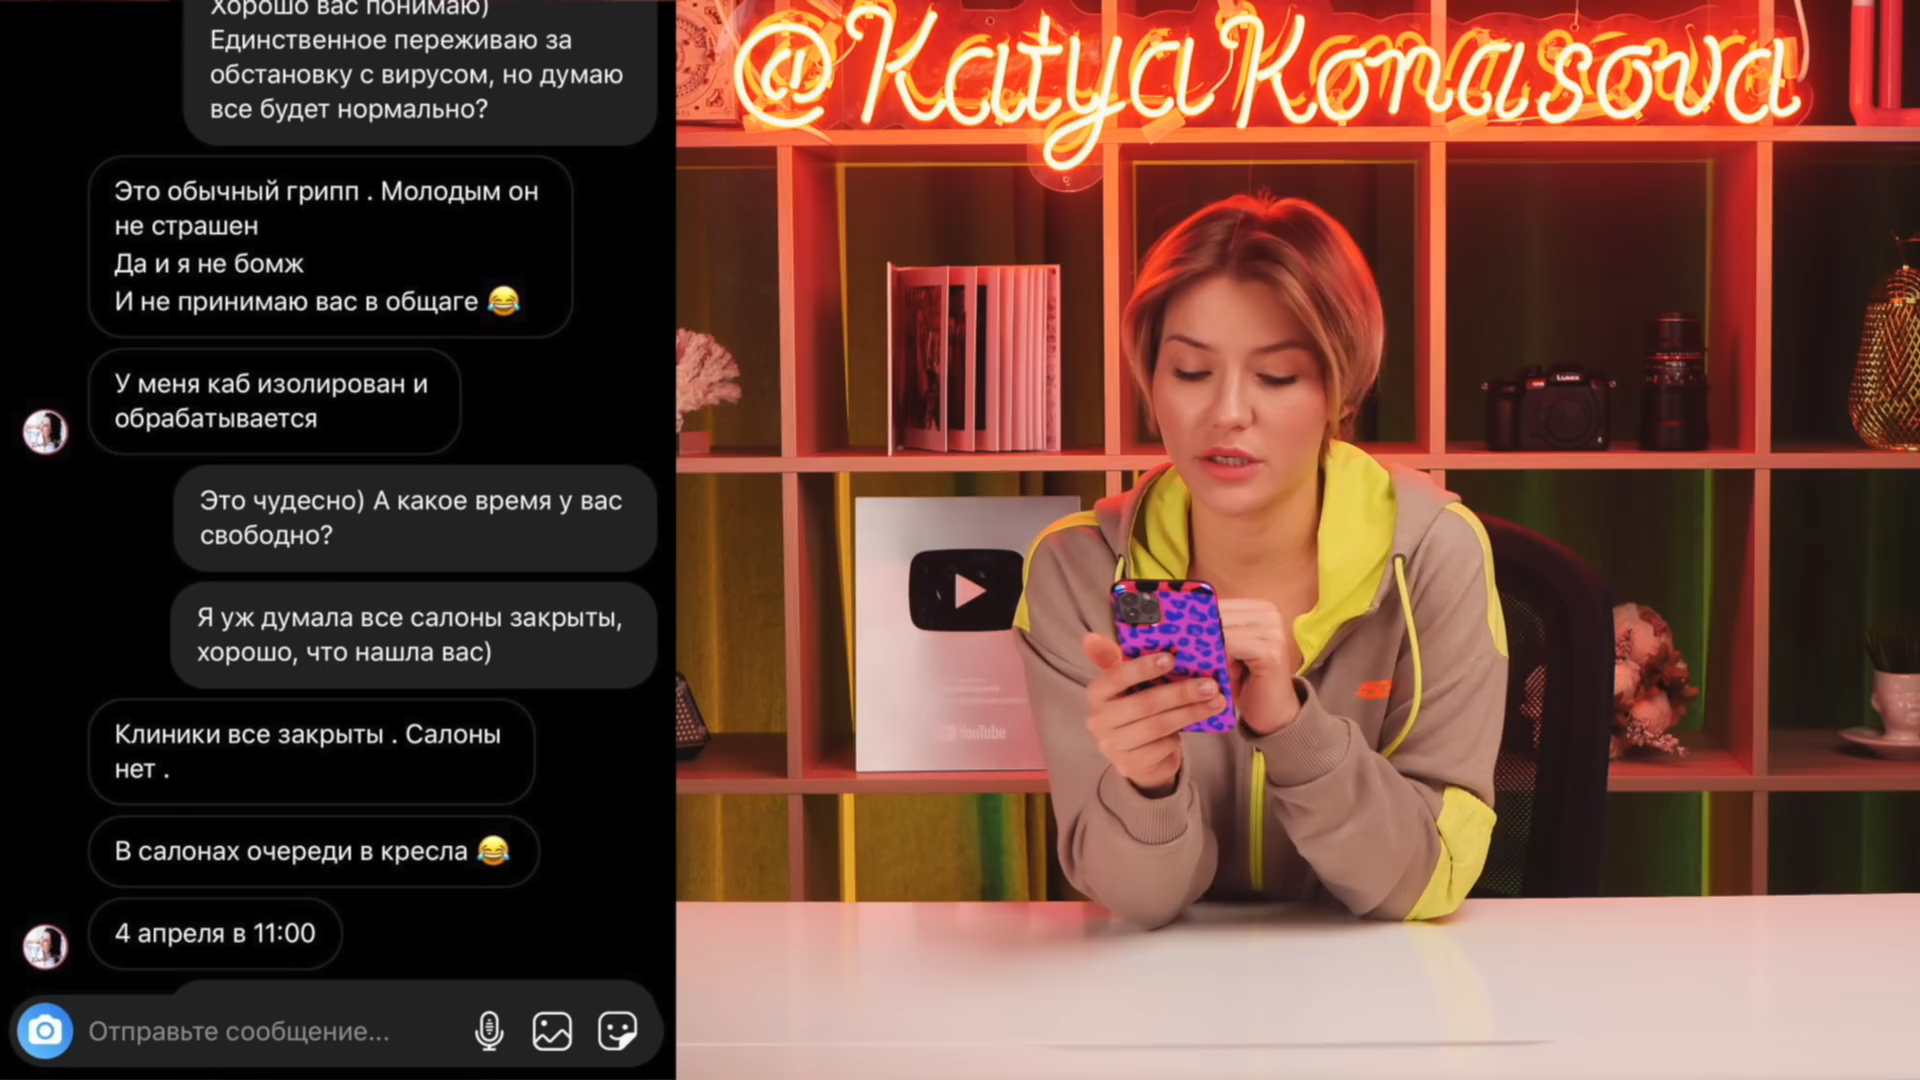 Хорошо вас понимаю)
Единственное переживаю за
обстановку с вирусом, но думаю
все будет нормально?
Это обычный грипп . Молодым он
не страшен
Да и я не бомж
И не принимаю вас в общаге 😂
У меня каб изолирован и
обрабатывается
Это чудесно) А какое время у вас
свободно?
Я уж думала все салоны закрыты,
хорошо, что нашла вас)
Клиники все закрыты . Салоны
нет .
В салонах очереди в кресла 😂
4 апреля в 11:00
Отправьте сообщение...
@KatyaKonasova
LUMIX
YouTube